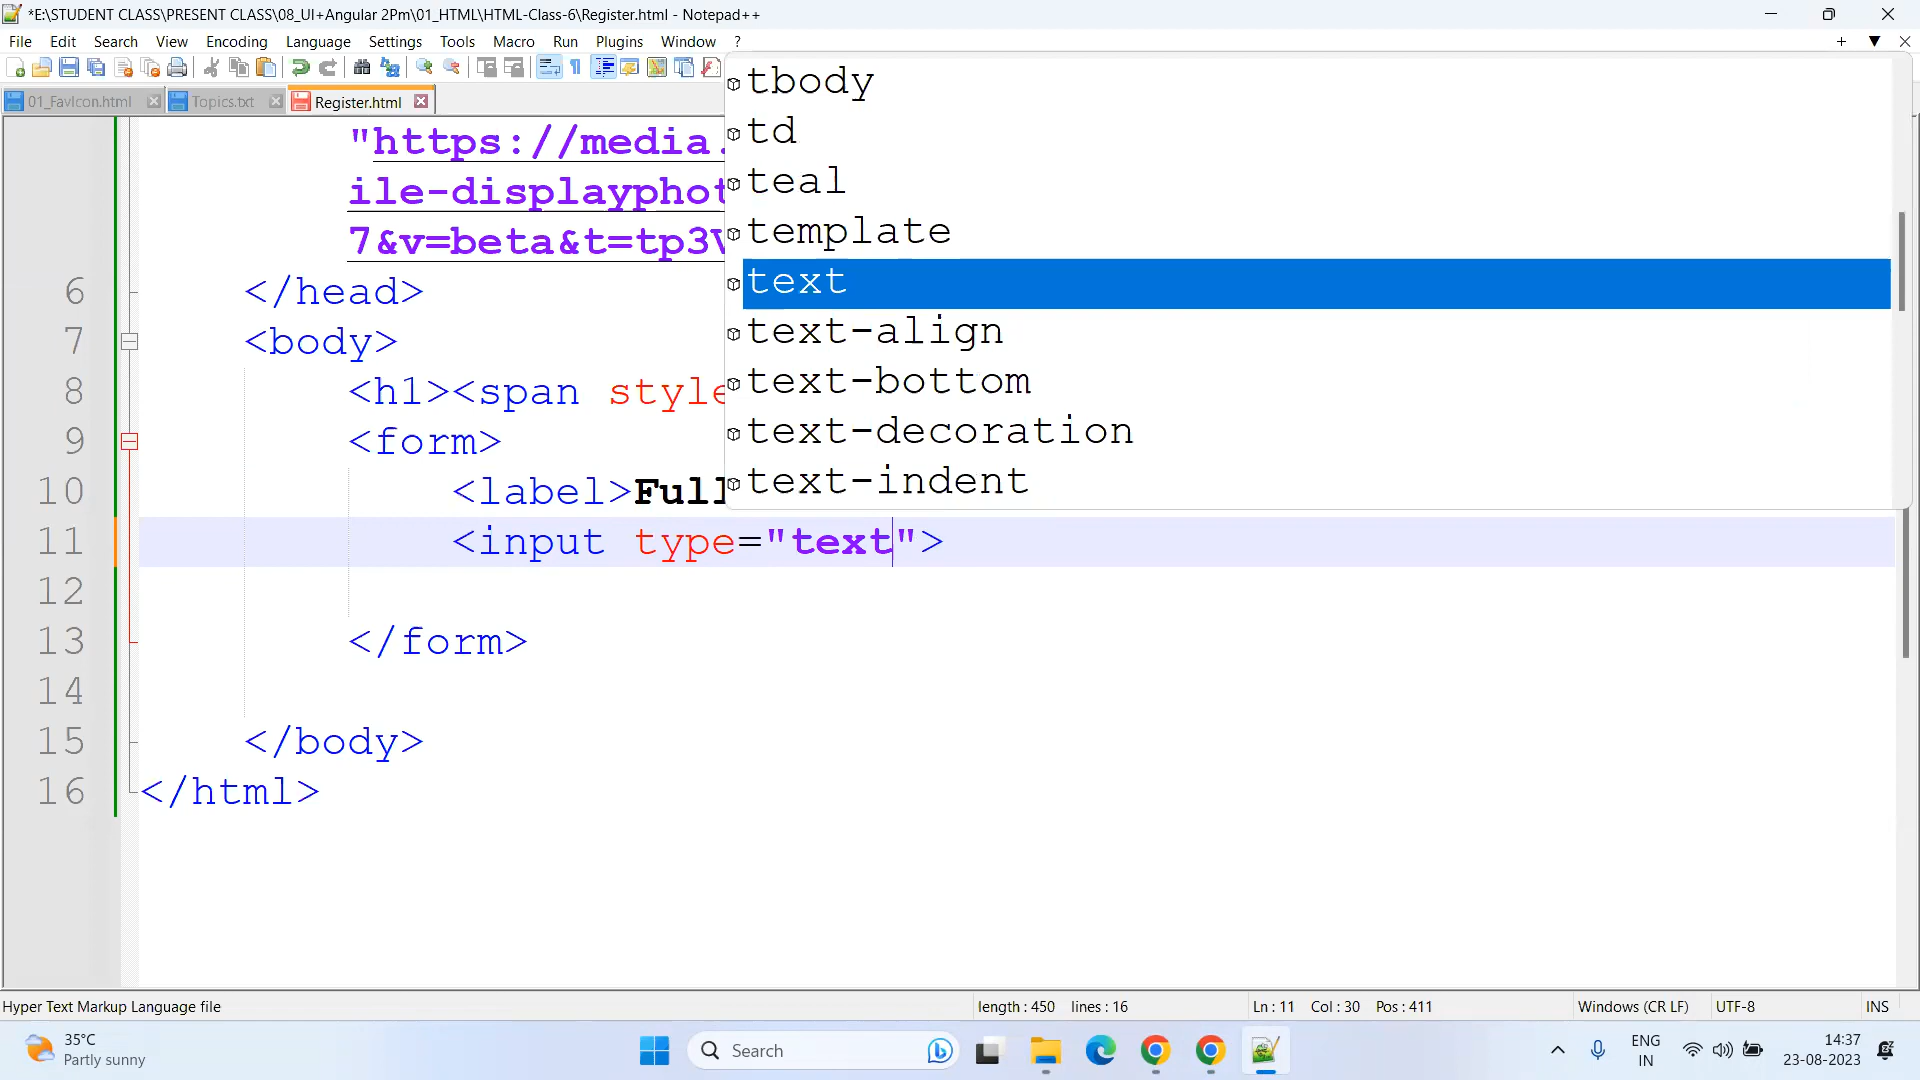 *E:\STUDENT CLASS\PRESENT CLASS\08_UI+Angular 2Pm\01_HTML\HTML-Class-6\Register.html - Notepad++
File Edit Search View Encoding Language Settings Tools Macro Run Plugins Window ?
01_FavIcon.html Topics.txt Register.html
"https://media.
ile-displayphot
7&v=beta&t=tp3V
6 </head>
7 <body>
8 <h1><span style
9 <form>
10 <label>Full
11 <input type="text">
12
13 </form>
14
15 </body>
16 </html>
tbody
td
teal
template
text
text-align
text-bottom
text-decoration
text-indent
Hyper Text Markup Language file length : 450 lines : 16 Ln : 11 Col : 30 Pos : 411 Windows (CR LF) UTF-8 INS
35°C
Partly sunny
Search
ENG
IN
14:37
23-08-2023